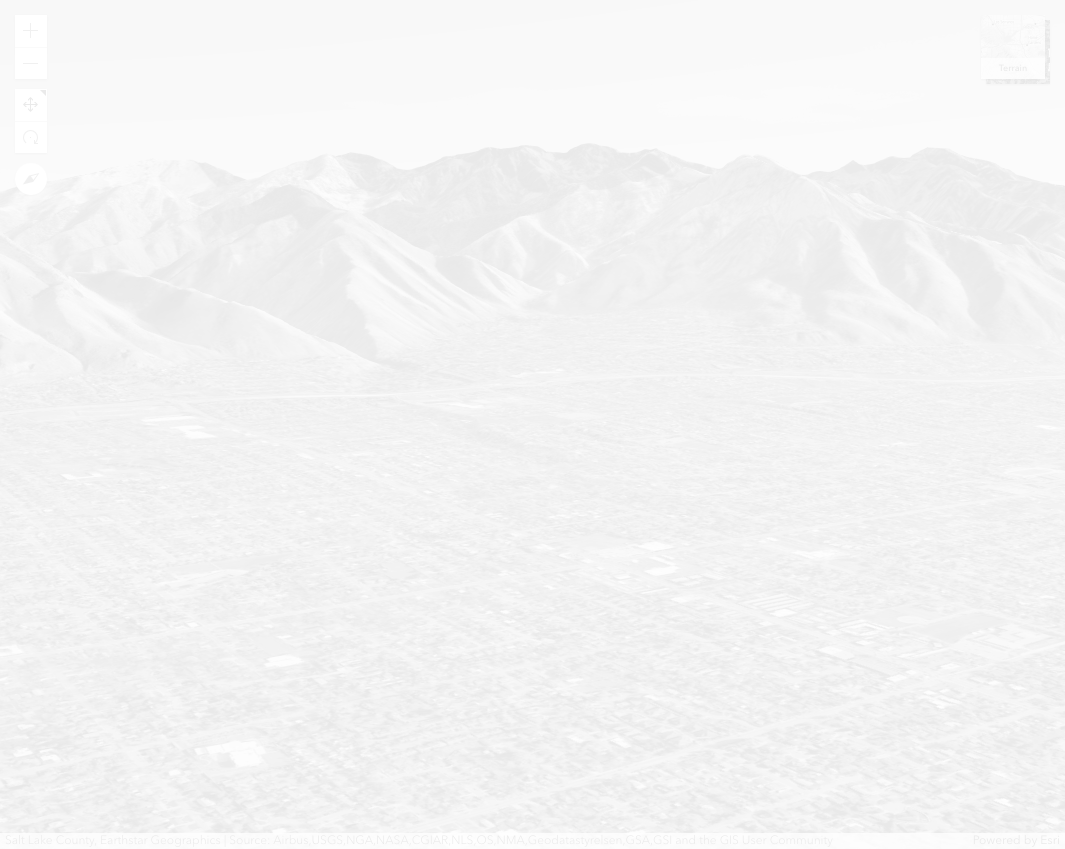 Terrain
Salt Lake County, Earthstar Geographics | Source: Airbus,USGS,NGA,NASA,CGIAR,NLS,OS,NMA,Geodatastyrelsen,GSA,GSI and the GIS User Community
Powered by Esri